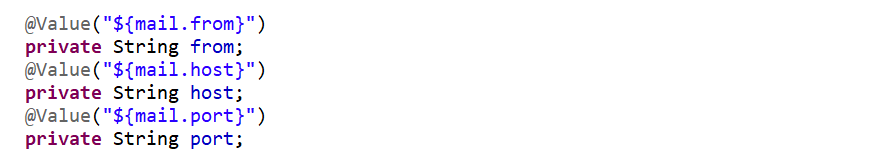 @Value("${mail.from}")
private String from;
@Value("${mail.host}")
private String host;
@Value("${mail.port}")
private String port;